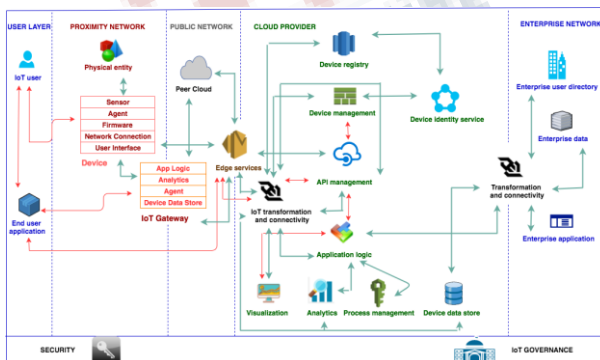 USER LAYER
PROXIMITY NETWORK
PUBLIC NETWORK
CLOUD PROVIDER
ENTERPRISE NETWORK
IoT user
Physical entity
Peer Cloud
Device registry
Enterprise user directory
Sensor
Agent
Firmware
Network Connection
User Interface
Device
Device management
Device identity service
Enterprise data
Edge services
App Logic
Analytics
Agent
Device Data Store
IoT Gateway
API management
IoT transformation
and connectivity
Transformation
and connectivity
End user
application
Application logic
Enterprise application
Visualization
Analytics
Process management
Device data store
SECURITY
IoT GOVERNANCE